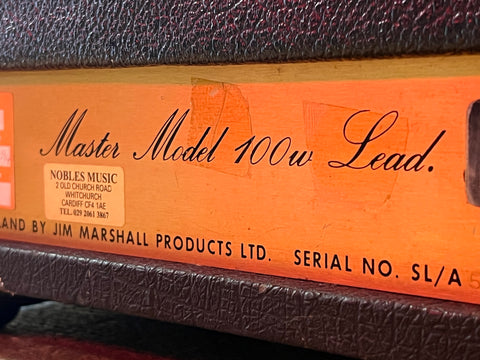 Master Model 100w Lead.
NOBLES MUSIC
2 OLD CHURCH ROAD
WHITCHURCH
CARDIFF CF4 1AE
TEL. 029 2061 3867
LAND BY JIM MARSHALL PRODUCTS LTD. SERIAL NO. SL/A